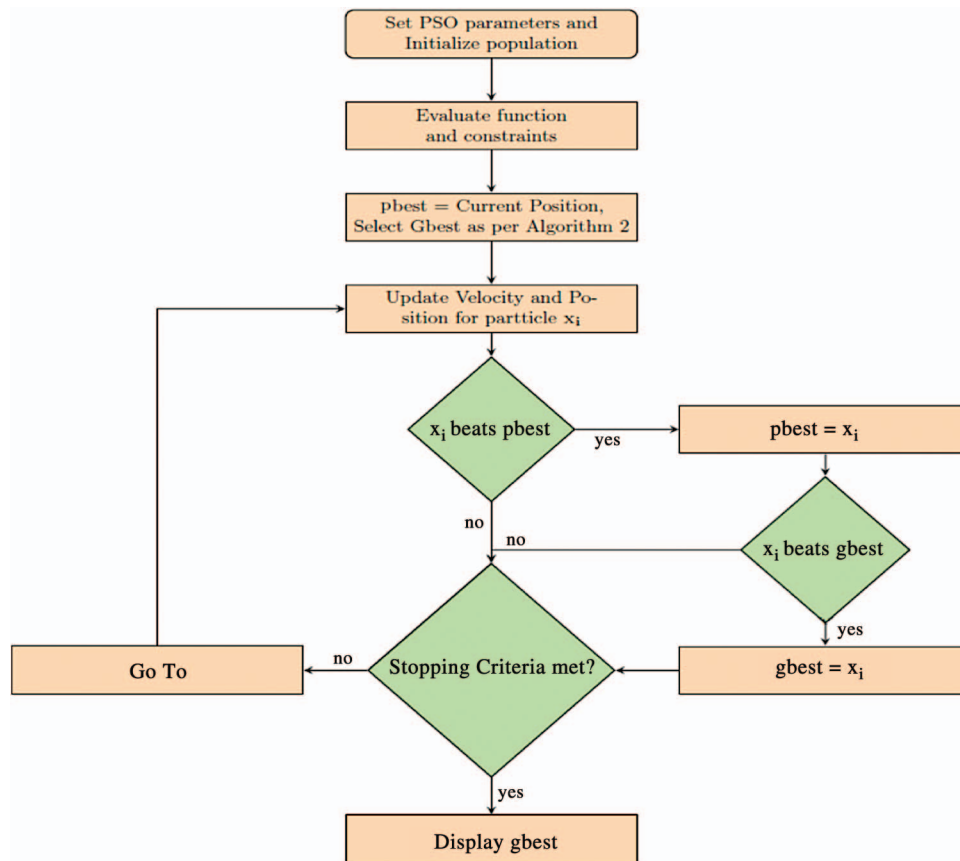 Set PSO parameters and
Initialize population
Evaluate function
and constraints
pbest = Current Position,
Select Gbest as per Algorithm 2
Update Velocity and Po-
sition for partticle xᵢ
xᵢ beats pbest
yes
pbest = xᵢ
no
no
xᵢ beats gbest
yes
Go To
no
Stopping Criteria met?
gbest = xᵢ
yes
Display gbest